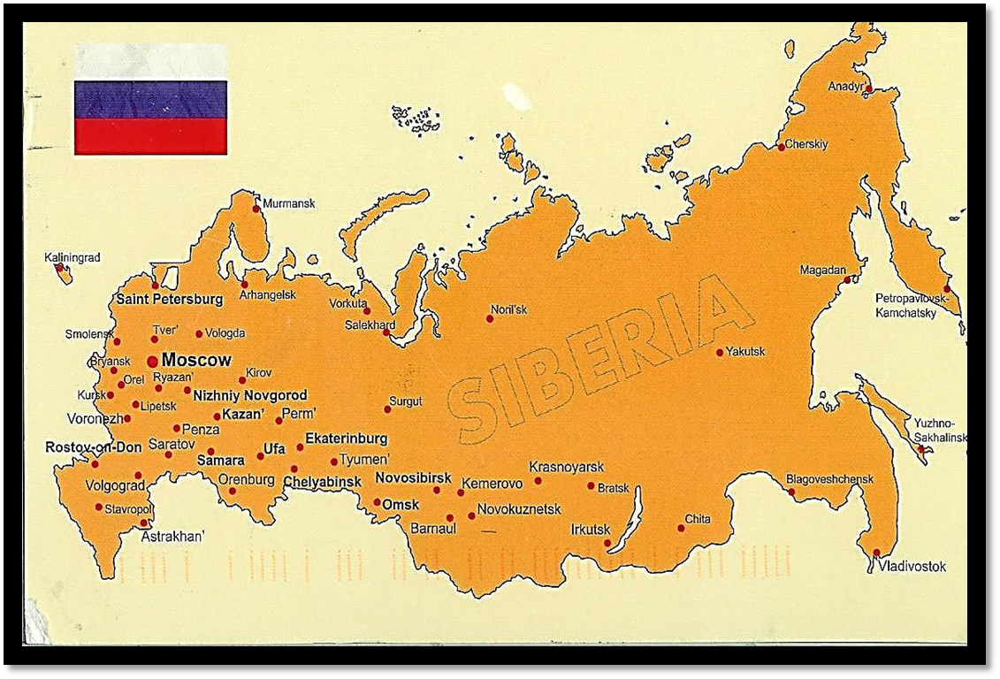 Anadyr'
Cherskiy
Murmansk
Kaliningrad
Magadan
Saint Petersburg
Arhangelsk
Petropavlovsk-
Kamchatsky
Vorkuta
Noril'sk
SIBERIA
Salekhard
Smolensk
Tver'
Vologda
Yakutsk
Bryansk
Moscow
Orel
Ryazan'
Kirov
Kursk
Nizhniy Novgorod
Lipetsk
Surgut
Voronezh
Kazan'
Perm'
Penza
Yuzhno-
Sakhalinsk
Rostov-on-Don
Saratov
Ekaterinburg
Ufa
Samara
Tyumen'
Krasnoyarsk
Volgograd
Orenburg
Chelyabinsk
Novosibirsk
Kemerovo
Bratsk
Blagoveshchensk
Stavropol
Omsk
Novokuznetsk
Astrakhan'
Barnaul
Irkutsk
Chita
Vladivostok